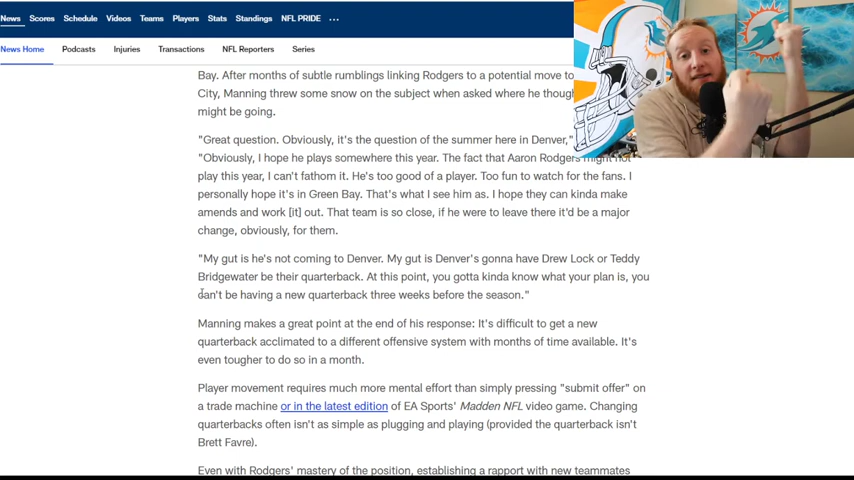 News Scores Schedule Videos Teams Players Stats Standings NFL PRIDE ...
News Home Podcasts Injuries Transactions NFL Reporters Series
Bay. After months of subtle rumblings linking Rodgers to a potential move to
City, Manning threw some snow on the subject when asked where he though
might be going.
"Great question. Obviously, it's the question of the summer here in Denver,"
"Obviously, I hope he plays somewhere this year. The fact that Aaron Rodgers might not
play this year, I can't fathom it. He's too good of a player. Too fun to watch for the fans. I
personally hope it's in Green Bay. That's what I see him as. I hope they can kinda make
amends and work [it] out. That team is so close, if he were to leave there it'd be a major
change, obviously, for them.
"My gut is he's not coming to Denver. My gut is Denver's gonna have Drew Lock or Teddy
Bridgewater be their quarterback. At this point, you gotta kinda know what your plan is, you
can't be having a new quarterback three weeks before the season."
Manning makes a great point at the end of his response: It's difficult to get a new
quarterback acclimated to a different offensive system with months of time available. It's
even tougher to do so in a month.
Player movement requires much more mental effort than simply pressing "submit offer" on
a trade machine or in the latest edition of EA Sports' Madden NFL video game. Changing
quarterbacks often isn't as simple as plugging and playing (provided the quarterback isn't
Brett Favre).
Even with Rodgers' mastery of the position, establishing a rapport with new teammates